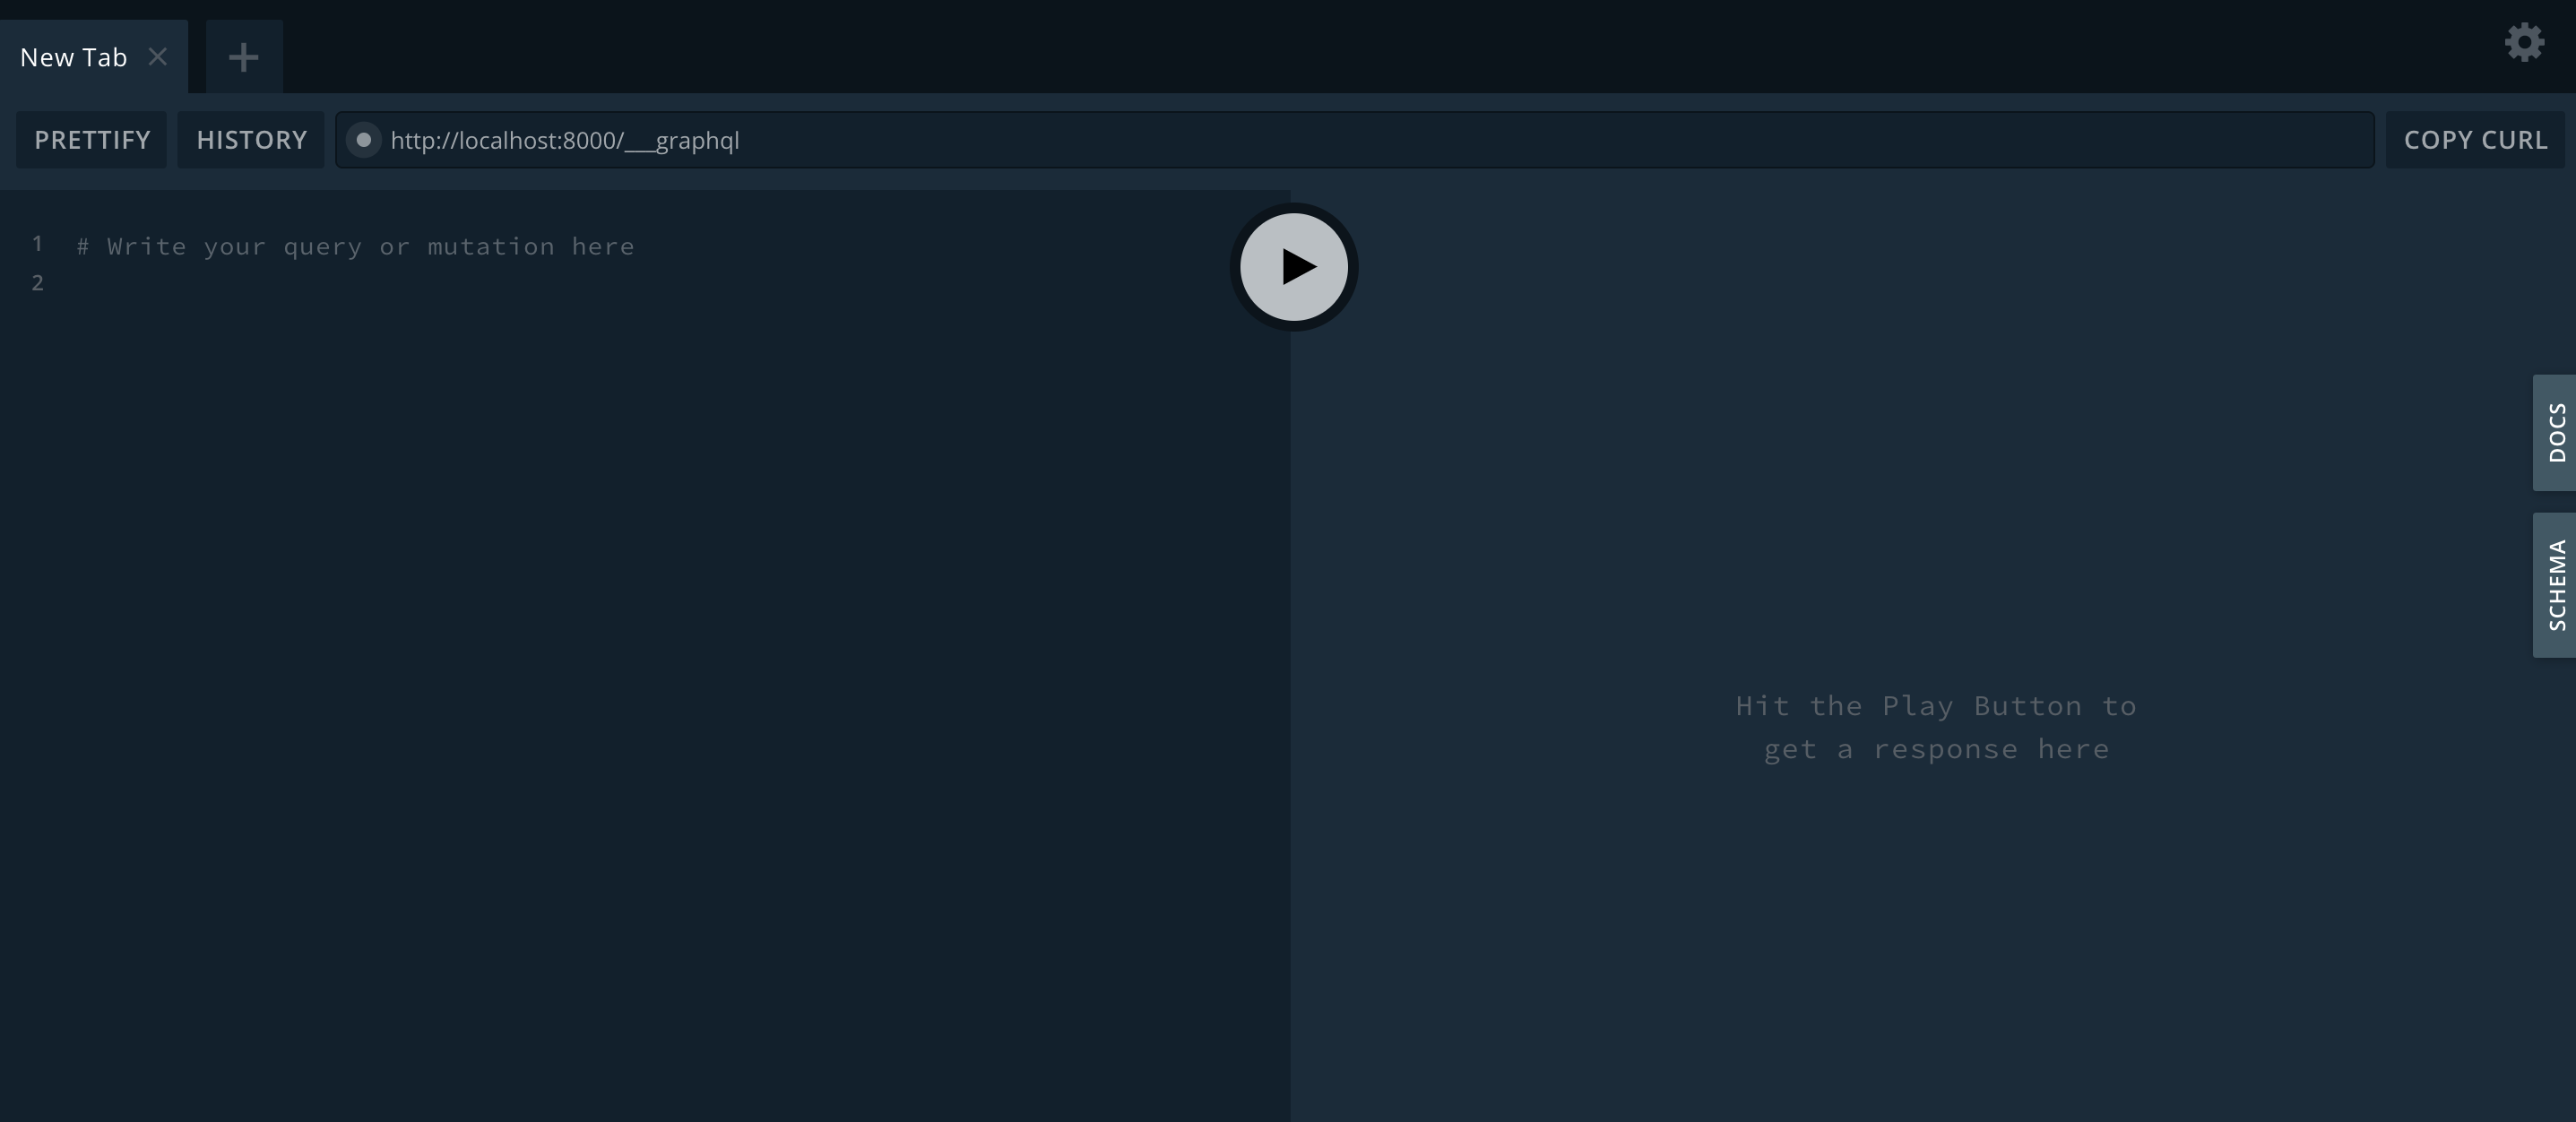 New Tab
PRETTIFY
HISTORY
http://localhost:8000/___graphql
COPY CURL
1 # Write your query or mutation here
2
DOCS
SCHEMA
Hit the Play Button to
get a response here